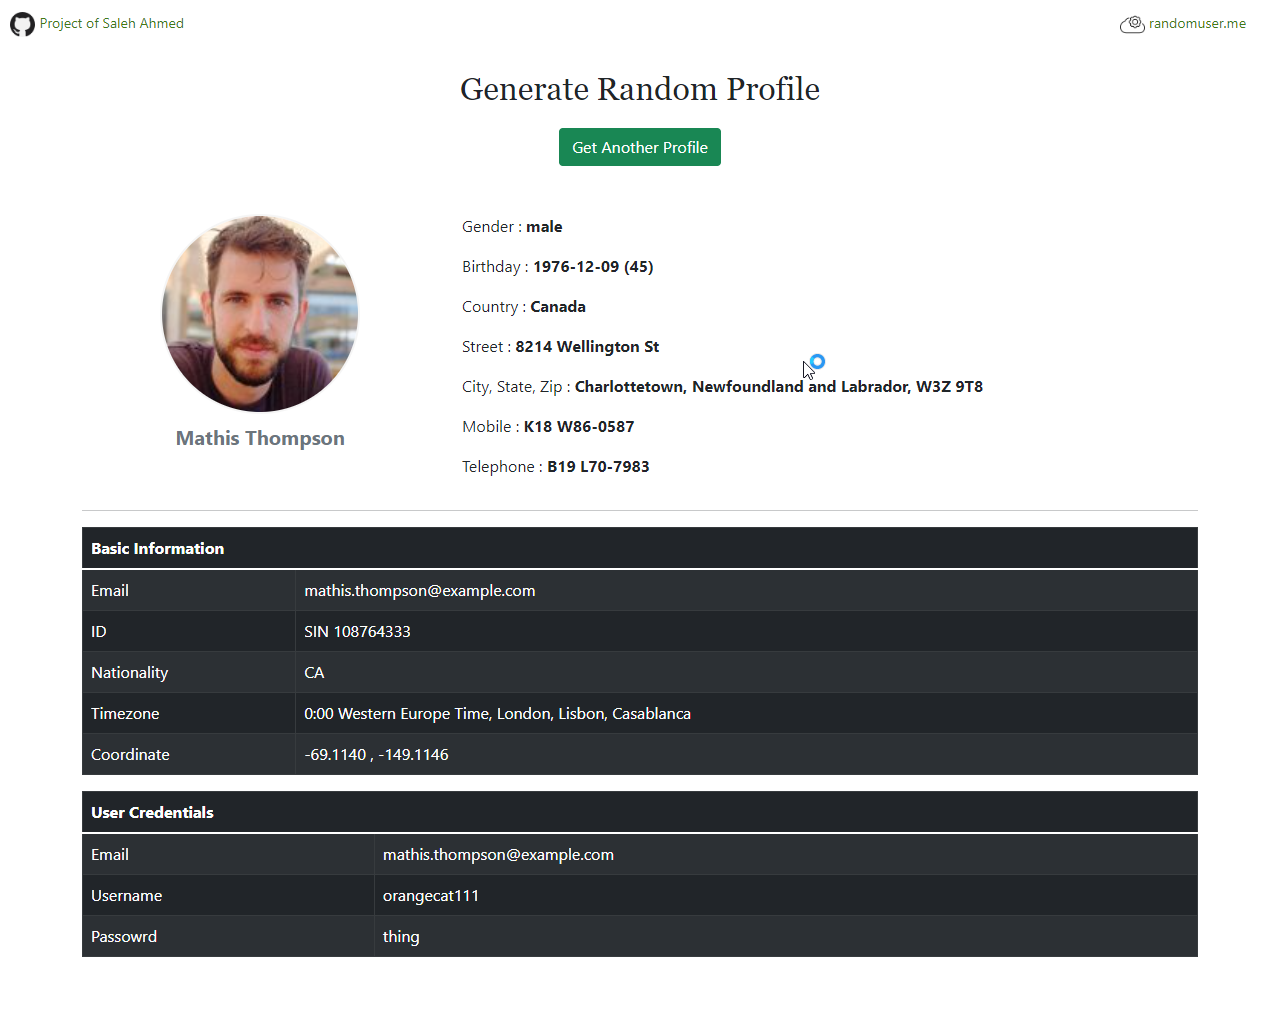 Project of Saleh Ahmed
randomuser.me
Generate Random Profile
Get Another Profile
Mathis Thompson
Gender : male
Birthday : 1976-12-09 (45)
Country : Canada
Street : 8214 Wellington St
City, State, Zip : Charlottetown, Newfoundland and Labrador, W3Z 9T8
Mobile : K18 W86-0587
Telephone : B19 L70-7983
Basic Information
Email mathis.thompson@example.com
ID SIN 108764333
Nationality CA
Timezone 0:00 Western Europe Time, London, Lisbon, Casablanca
Coordinate -69.1140 , -149.1146
User Credentials
Email mathis.thompson@example.com
Username orangecat111
Passowrd thing